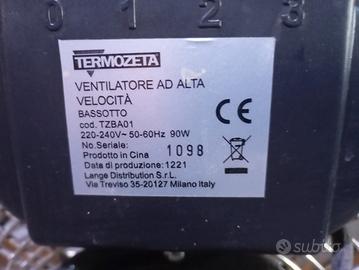 0 1 2 3
TERMOZETA
VENTILATORE AD ALTA
VELOCITÀ
BASSOTTO
cod. TZBA01
220-240V~ 50-60Hz 90W
No.Seriale: 1098
Prodotto in Cina
Data di produzione: 1221
Lange Distribution S.r.L.
Via Treviso 35-20127 Milano Italy
CE
subito